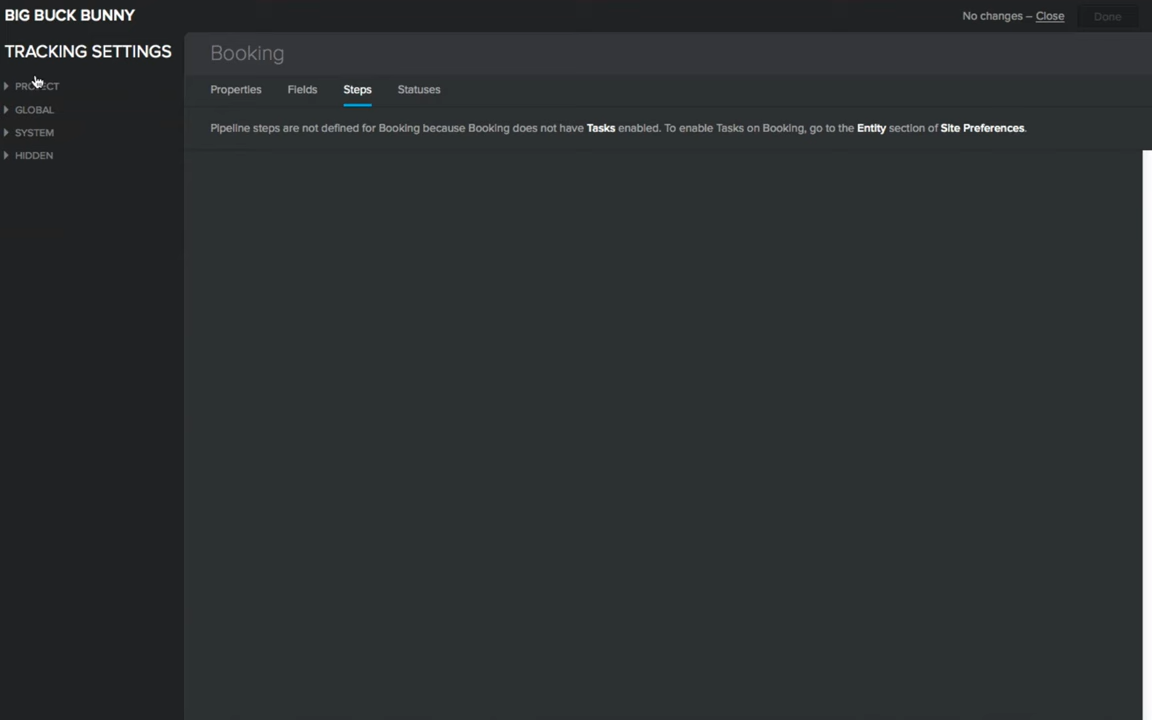 BIG BUCK BUNNY
No changes – Close
Done
TRACKING SETTINGS
PROJECT
GLOBAL
SYSTEM
HIDDEN
Booking
Properties Fields Steps Statuses
Pipeline steps are not defined for Booking because Booking does not have Tasks enabled. To enable Tasks on Booking, go to the Entity section of Site Preferences.